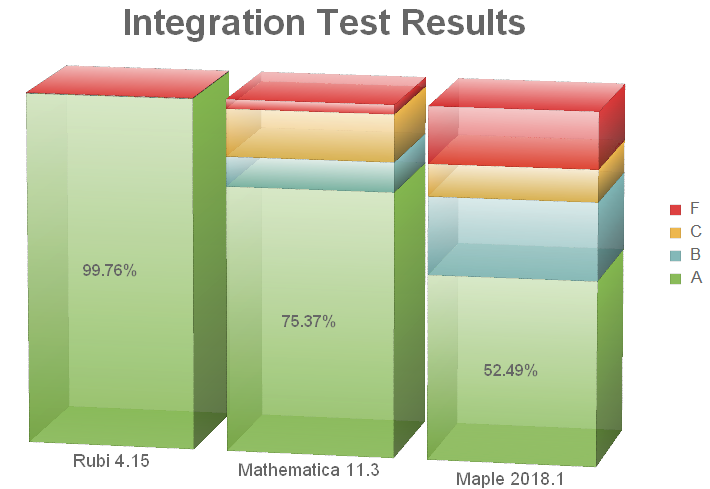 Integration Test Results
99.76%
75.37%
52.49%
F
C
B
A
Rubi 4.15
Mathematica 11.3
Maple 2018.1